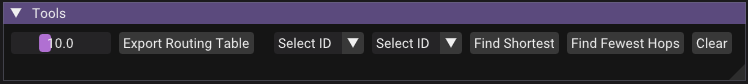 Tools
10.0 Export Routing Table Select ID Select ID Find Shortest Find Fewest Hops Clear